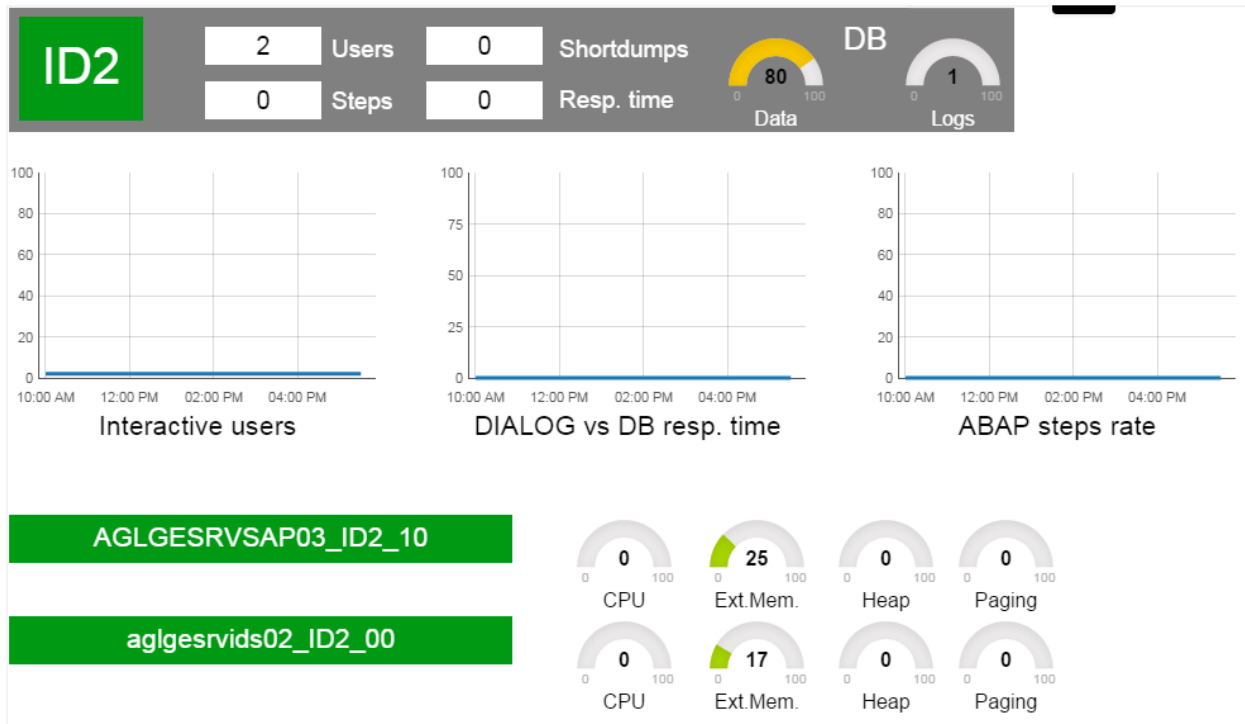 ID2
2 Users 0 Shortdumps
0 Steps 0 Resp. time
DB
80
0 100
Data
1
0 100
Logs
100
80
60
40
20
0
10:00 AM 12:00 PM 02:00 PM 04:00 PM
Interactive users
100
75
50
25
0
10:00 AM 12:00 PM 02:00 PM 04:00 PM
DIALOG vs DB resp. time
100
80
60
40
20
0
10:00 AM 12:00 PM 02:00 PM 04:00 PM
ABAP steps rate
AGLGESRVSAP03_ID2_10
0 25 0 0
0 100 0 100 0 100 0 100
CPU Ext.Mem. Heap Paging
aglgesrvids02_ID2_00
0 17 0 0
0 100 0 100 0 100 0 100
CPU Ext.Mem. Heap Paging